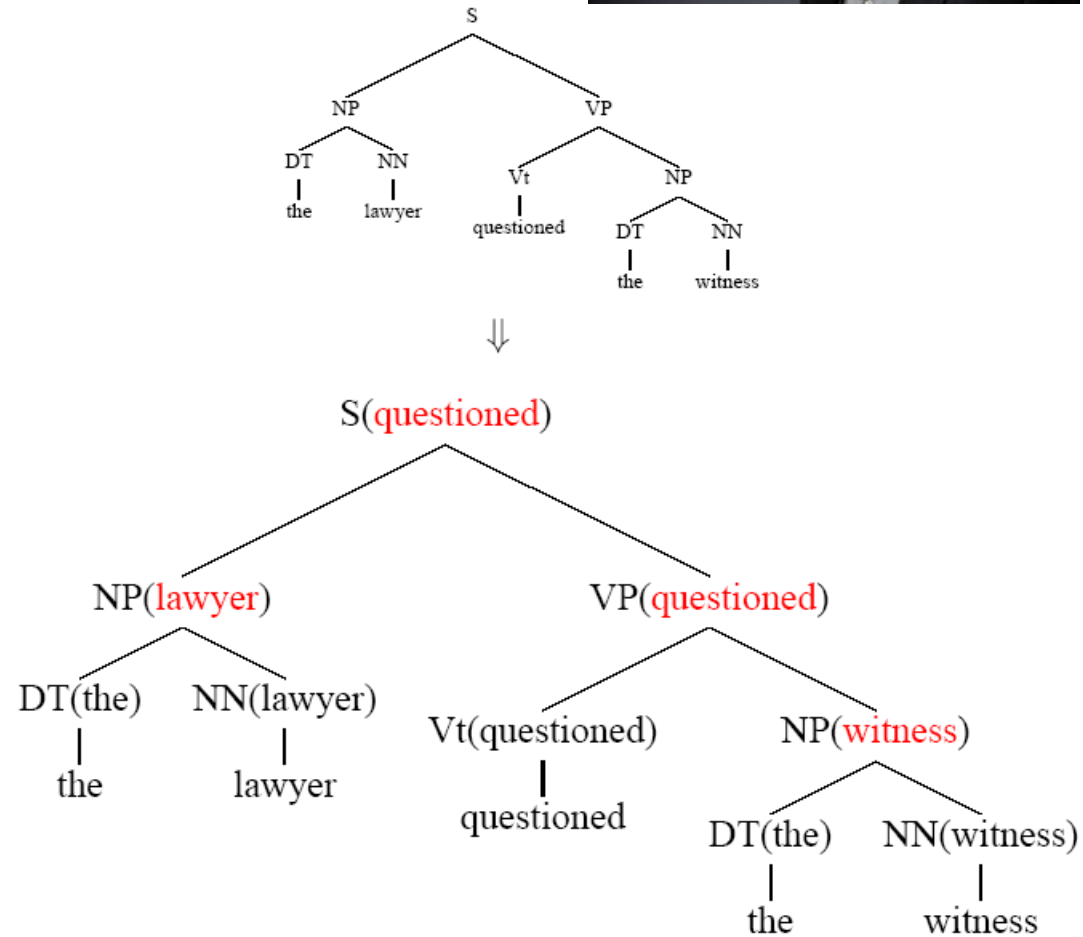 S
NP VP
DT NN
the lawyer
Vt NP
questioned
DT NN
the witness
⇓
S(questioned)
NP(lawyer) VP(questioned)
DT(the) NN(lawyer)
the lawyer
Vt(questioned) NP(witness)
questioned
DT(the) NN(witness)
the witness